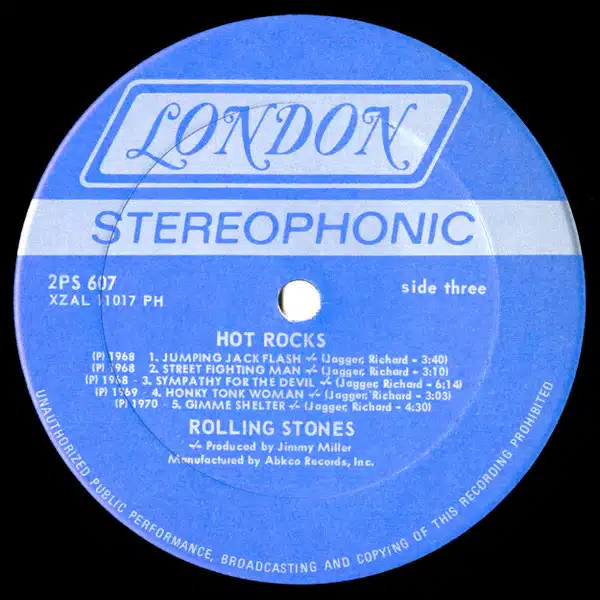 LONDON
STEREOPHONIC
2PS 607
XZAL 11017 PH
side three
HOT ROCKS
(P) 1968 1. JUMPING JACK FLASH (Jagger, Richard - 3:40)
(P) 1968 2. STREET FIGHTING MAN (Jagger, Richard - 3:10)
(P) 1968 - 3. SYMPATHY FOR THE DEVIL (Jagger, Richard - 6:14)
(P) 1969 - 4. HONKY TONK WOMAN (Jagger, Richard - 3:03)
(P) 1970 - 5. GIMME SHELTER (Jagger, Richard - 4:30)
ROLLING STONES
Produced by Jimmy Miller
Manufactured by Abkco Records, Inc.
UNAUTHORIZED PUBLIC PERFORMANCE, BROADCASTING AND COPYING OF THIS RECORDING PROHIBITED